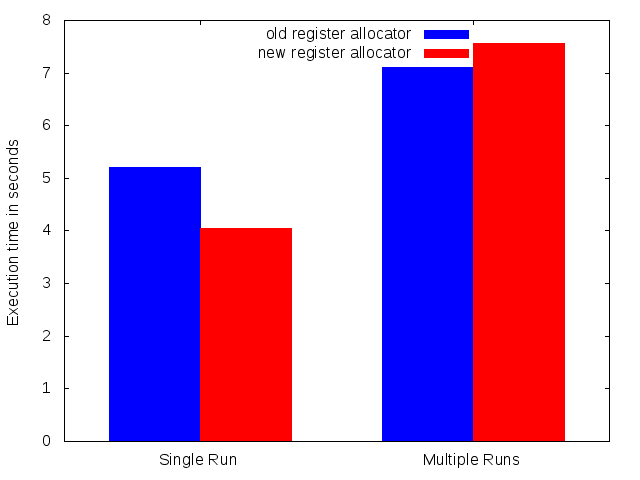 old register allocator
new register allocator
Execution time in seconds
8
7
6
5
4
3
2
1
0
Single Run
Multiple Runs